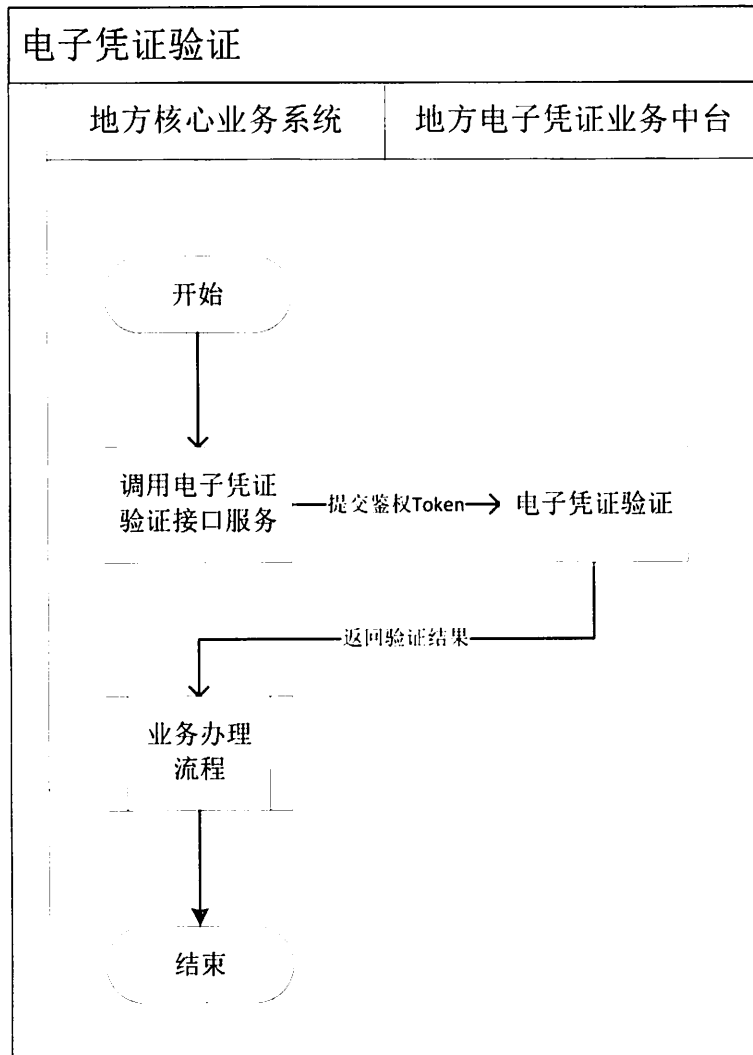 电子凭证验证
地方核心业务系统
地方电子凭证业务中台
开始
调用电子凭证
验证接口服务
提交鉴权Token
电子凭证验证
返回验证结果
业务办理
流程
结束